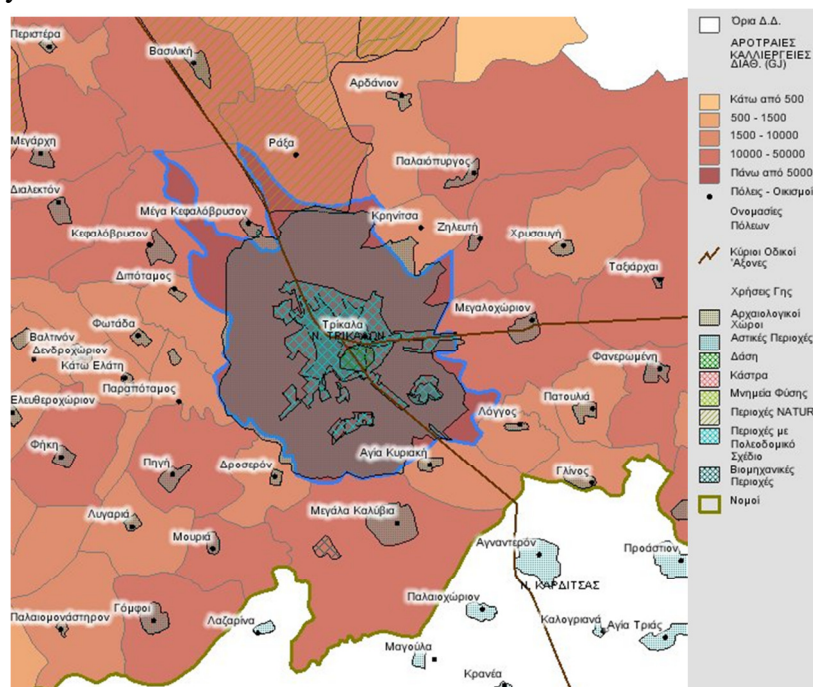 Περιστέρα
Βασιλική
Αρδάνιον
Μεγάρχη
Ράξα
Παλαιόπυργος
Διαλεκτόν
Μέγα Κεφαλόβρυσον
Κρηνίτσα
Ζηλευτή
Χρυσαυγή
Κεφαλόβρυσον
Ταξιάρχαι
Διπόταμος
Μεγαλοχώριον
Φωτάδα
Τρίκαλα
Ν. ΤΡΙΚΑΛΩΝ
Βαλτινόν
Δενδροχώριον
Κάτω Ελάτη
Φανερωμένη
Παραπόταμος
Ελευθεροχώριον
Λόγγος
Πατουλιά
Φήκη
Πηγή
Δροσερόν
Αγία Κυριακή
Γλίνος
Λυγαριά
Μεγάλα Καλύβια
Μουριά
Αγναντερόν
Προάστιον
Ν. ΚΑΡΔΙΤΣΑΣ
Παλαιομονάστηρον
Γόμφοι
Λαζαρίνα
Παλαιοχώριον
Καλογριανά
Αγία Τριάς
Μαγούλα
Κρανέα
Όρια Δ.Δ.
ΑΡΟΤΡΑΙΕΣ
ΚΑΛΛΙΕΡΓΕΙΕΣ
ΔΙΑΘ. (GJ)
Κάτω από 500
500 - 1500
1500 - 10000
10000 - 50000
Πάνω από 5000
Πόλεις - Οικισμοί
Ονομασίες
Πόλεων
Κύριοι Οδικοί
'Αξονες
Χρήσεις Γης
Αρχαιολογικοί
Χώροι
Αστικές Περιοχές
Δάση
Κάστρα
Μνημεία Φύσης
Περιοχές NATUR
Περιοχές με
Πολεοδομικό
Σχέδιο
Βιομηχανικές
Περιοχές
Νομοί